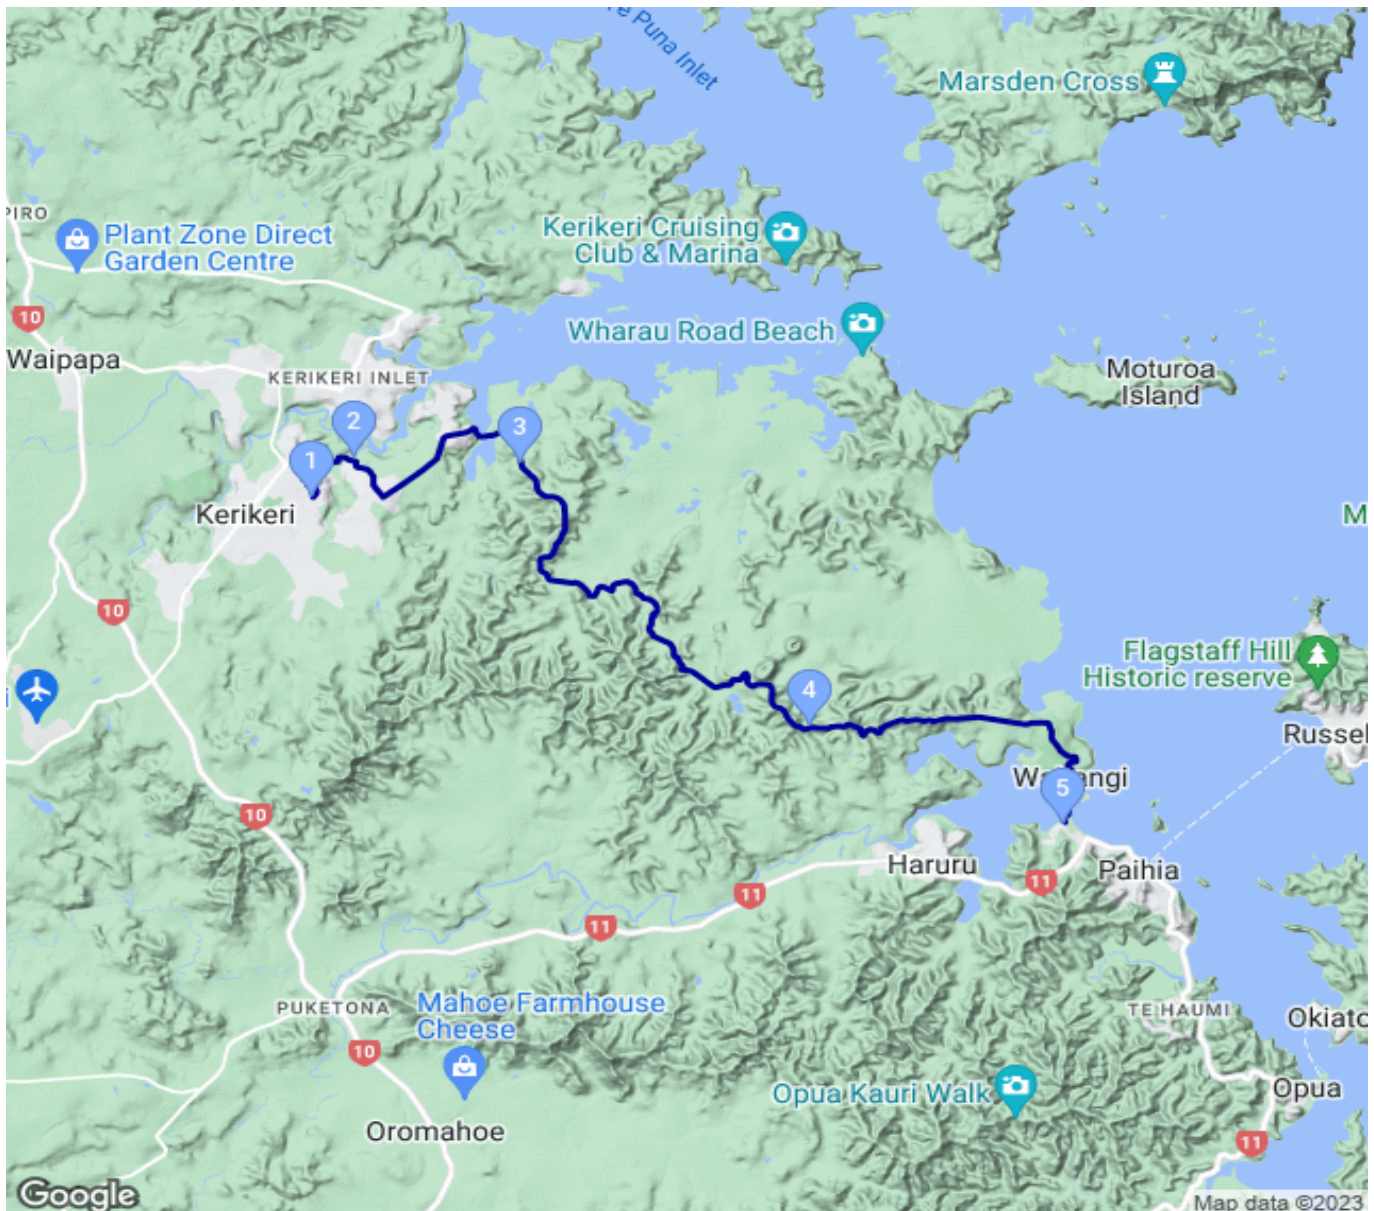 Te Puna Inlet
Marsden Cross
PIRO
Plant Zone Direct
Garden Centre
Kerikeri Cruising
Club & Marina
10
Wharau Road Beach
Waipapa
KERIKERI INLET
Moturoa
Island
2
3
1
Kerikeri
M
10
Flagstaff Hill
Historic reserve
i
4
Russel
Wa
angi
5
10
Haruru
Paihia
11
11
11
PUKETONA
Mahoe Farmhouse
Cheese
TE HAUMI
Okiato
10
Opua Kauri Walk
Opua
Oromahoe
11
Google
Map data ©2023